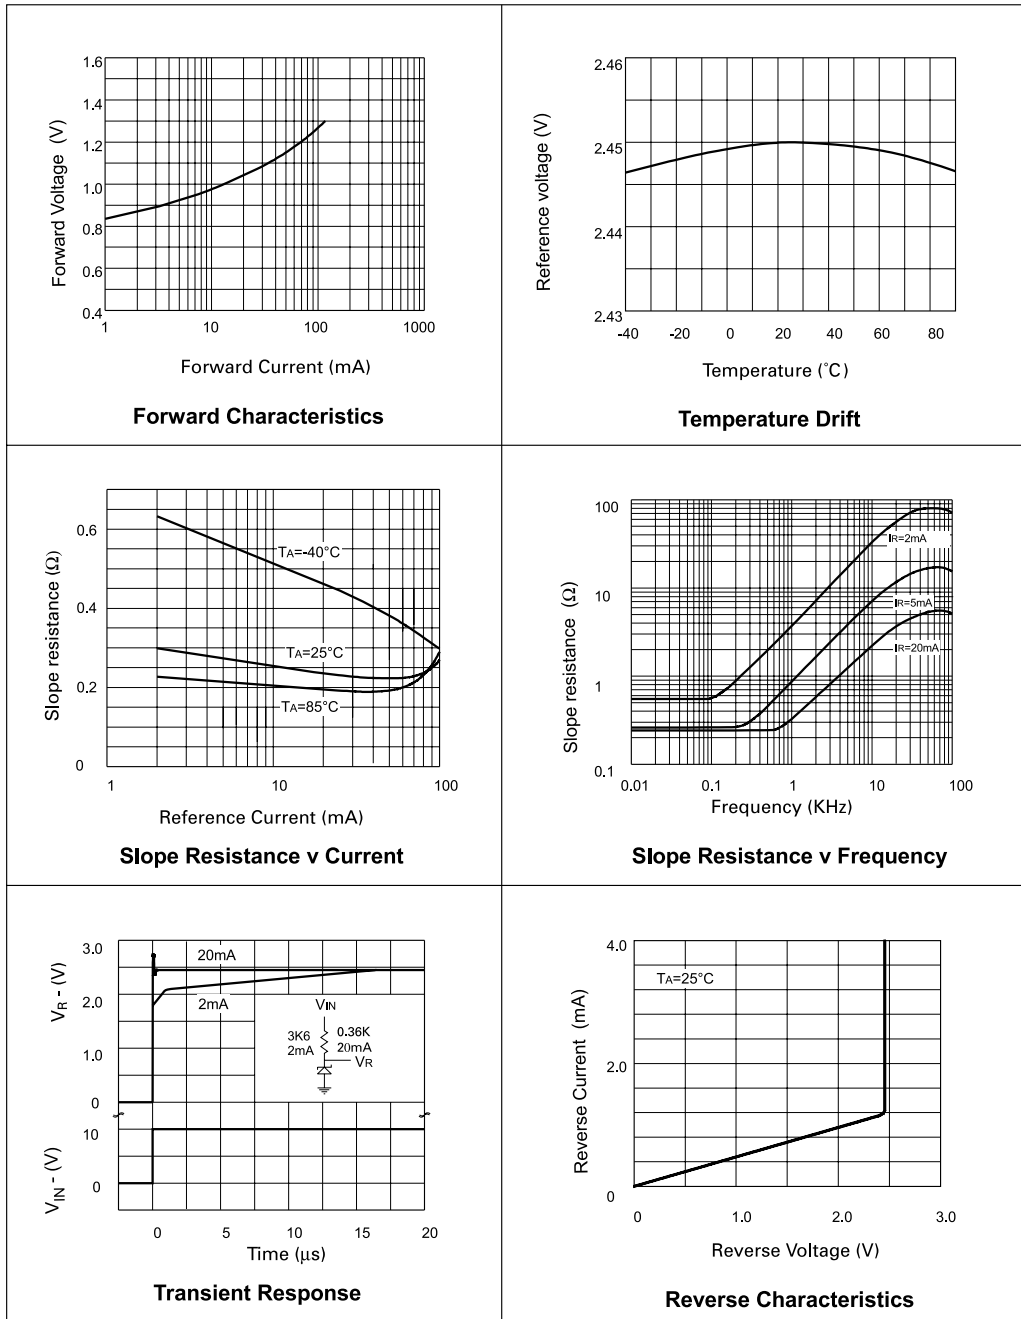 1.6
1.4
1.2
1.0
0.8
0.6
0.4
Forward Voltage (V)
1 10 100 1000
Forward Current (mA)
Forward Characteristics
2.46
2.45
2.44
2.43
Reference voltage (V)
-40 -20 0 20 40 60 80
Temperature (°C)
Temperature Drift
0.6
0.4
0.2
0
Slope resistance (Ω)
TA=-40°C
TA=25°C
TA=85°C
1 10 100
Reference Current (mA)
Slope Resistance v Current
100
10
1
0.1
Slope resistance (Ω)
IR=2mA
IR=5mA
IR=20mA
0.01 0.1 1 10 100
Frequency (KHz)
Slope Resistance v Frequency
3.0
2.0
1.0
0
VR - (V)
20mA
2mA
VIN
3K6 0.36K
2mA 20mA
VR
10
0
VIN - (V)
0 5 10 15 20
Time (µs)
Transient Response
4.0
2.0
0
Reverse Current (mA)
TA=25°C
0 1.0 2.0 3.0
Reverse Voltage (V)
Reverse Characteristics